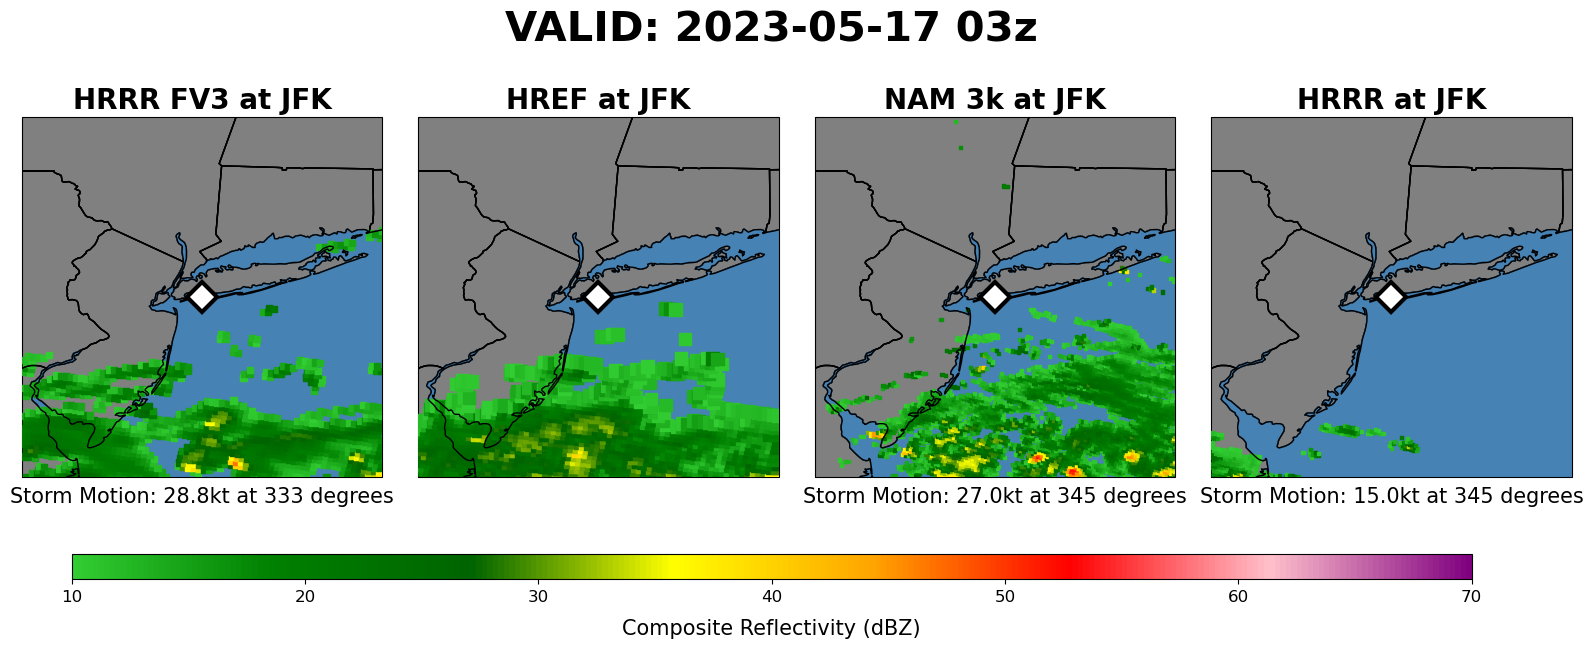 VALID: 2023-05-17 03z
HRRR FV3 at JFK
HREF at JFK
NAM 3k at JFK
HRRR at JFK
Storm Motion: 28.8kt at 333 degrees
Storm Motion: 27.0kt at 345 degrees
Storm Motion: 15.0kt at 345 degrees
10 20 30 40 50 60 70
Composite Reflectivity (dBZ)